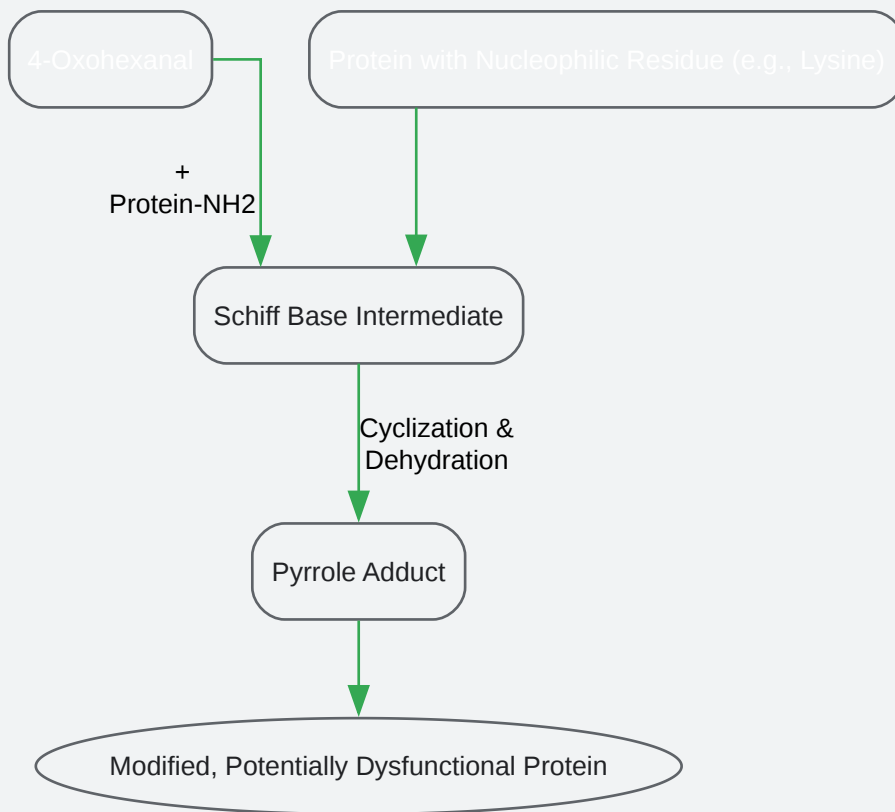 4-Oxohexanal
Protein with Nucleophilic Residue (e.g., Lysine)
+
Protein-NH2
Schiff Base Intermediate
Cyclization &
Dehydration
Pyrrole Adduct
Modified, Potentially Dysfunctional Protein